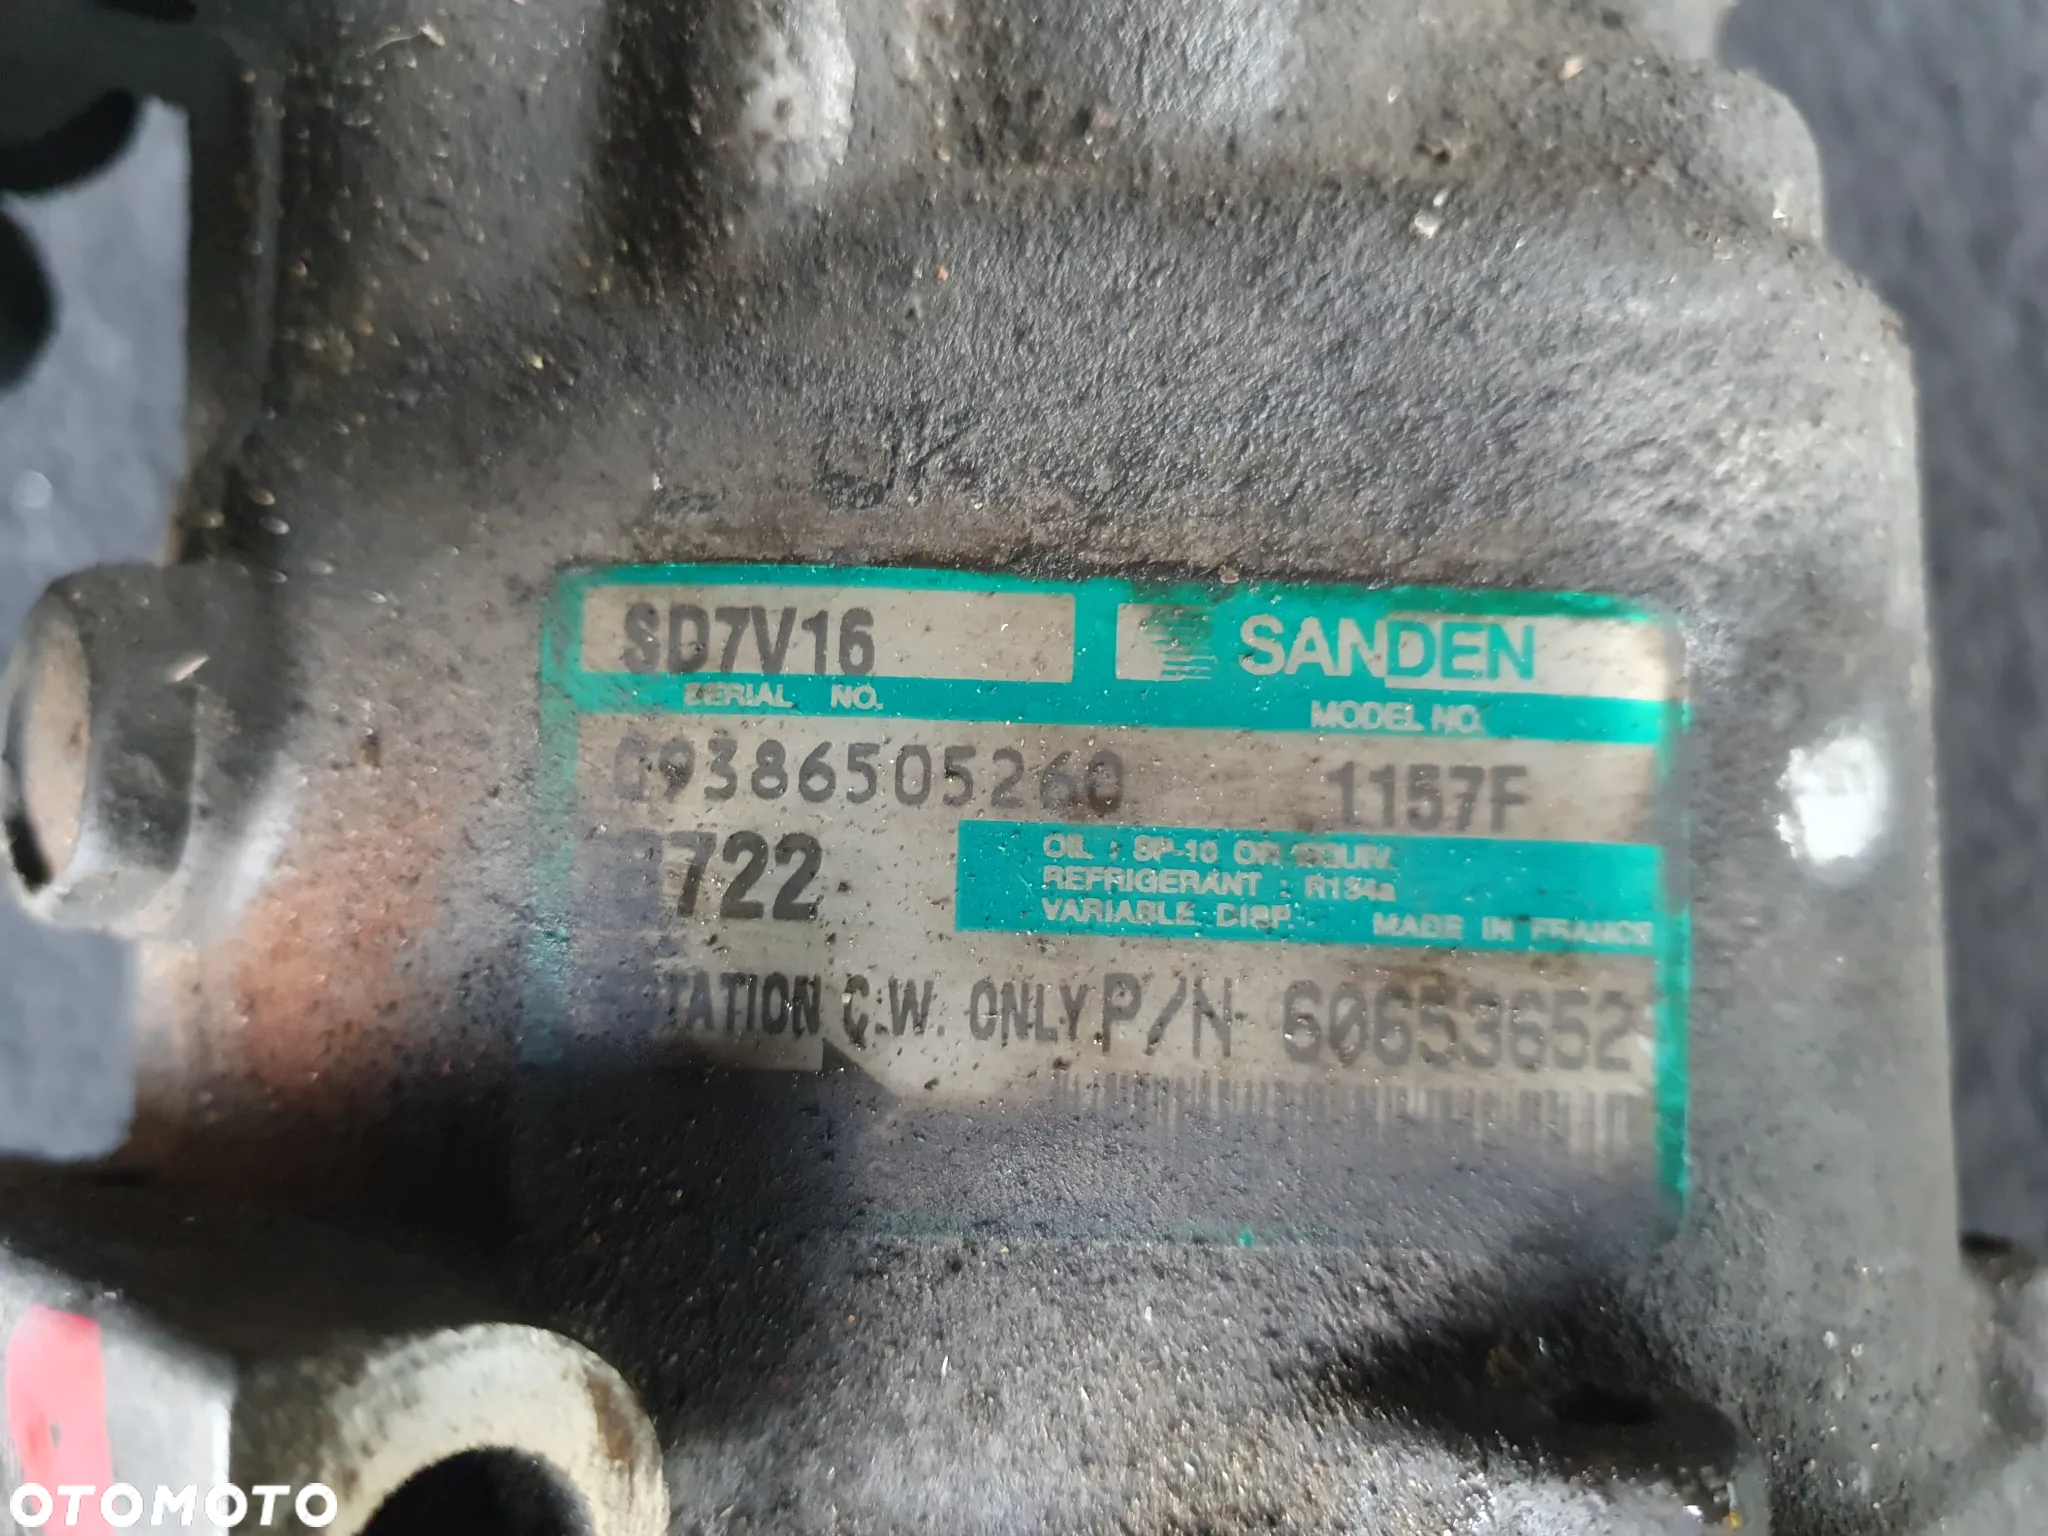 SD7V16 SANDEN
SERIAL NO. MODEL NO.
09386505260 1157F
722
OIL : SP-10 OR EQUIV.
REFRIGERANT : R134a
VARIABLE DISP. MADE IN FRANCE
C.W. ONLY P/N 60653652
OTOMOTO